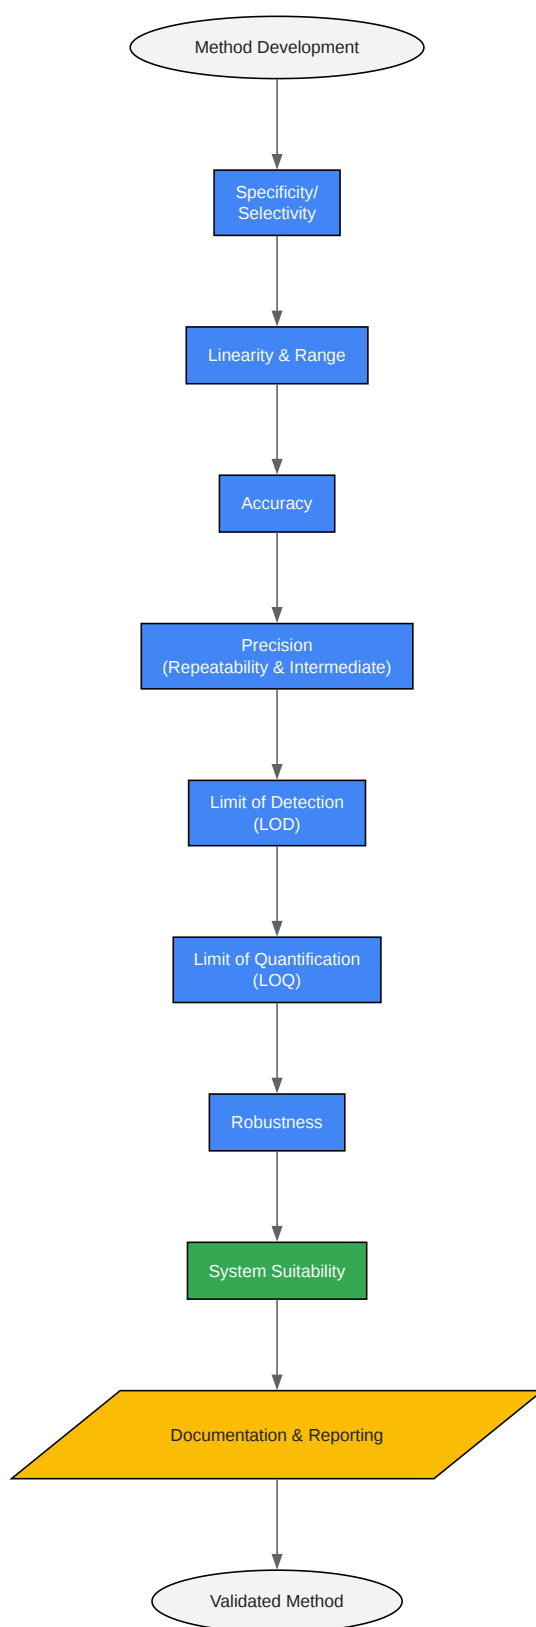 Method Development
Specificity/
Selectivity
Linearity & Range
Accuracy
Precision
(Repeatability & Intermediate)
Limit of Detection
(LOD)
Limit of Quantification
(LOQ)
Robustness
System Suitability
Documentation & Reporting
Validated Method